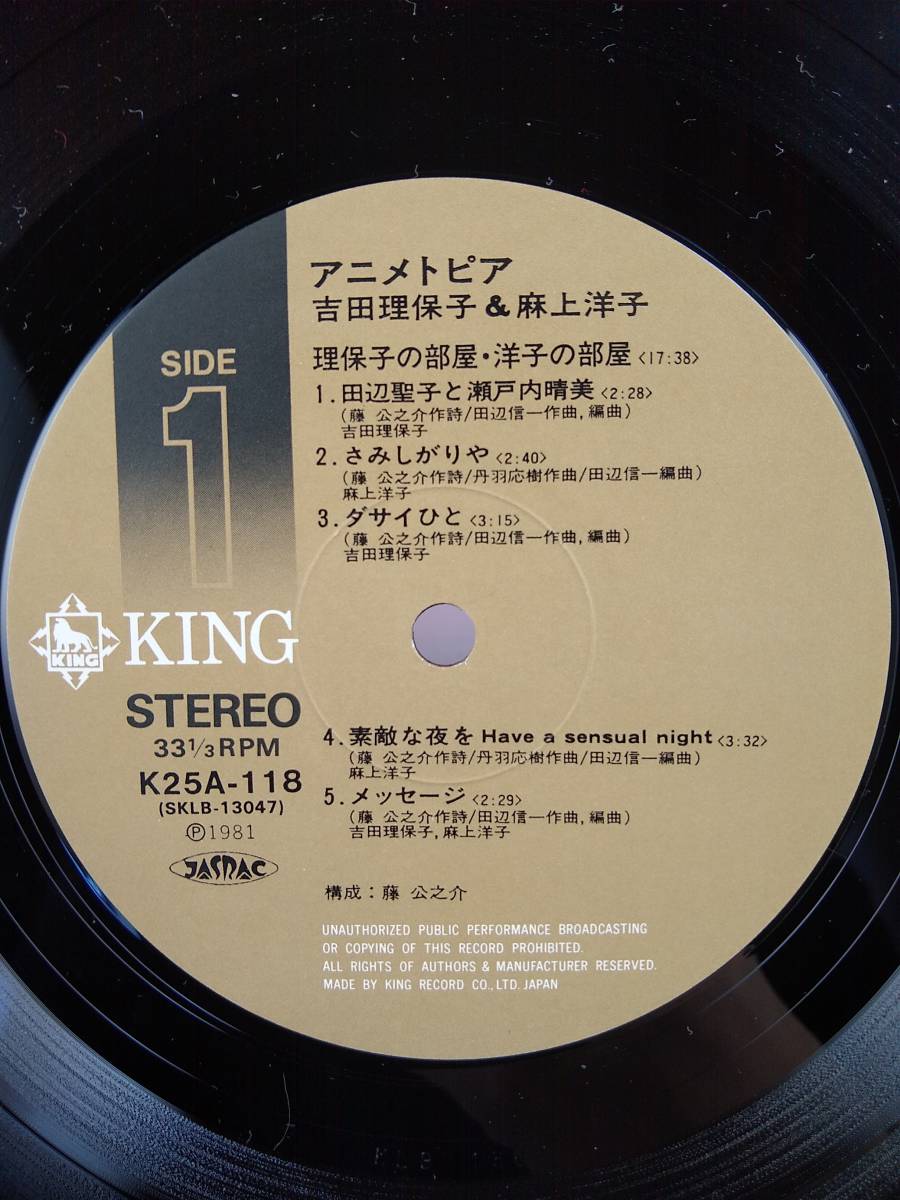 アニメトピア
吉田理保子&麻上洋子
理保子の部屋・洋子の部屋<17:38>
SIDE
1
1.田辺聖子と瀬戸内晴美<2:28>
(藤 公之介作詩/田辺信一作曲,編曲)
吉田理保子
2.さみしがりや<2:40>
(藤 公之介作詩/丹羽応樹作曲/田辺信一編曲)
麻上洋子
3.ダサイひと<3:15>
(藤 公之介作詩/田辺信一作曲,編曲)
吉田理保子
KING
KING
STEREO
33 1/3 RPM
K25A-118
(SKLB-13047)
Ⓟ1981
JASRAC
4.素敵な夜を Have a sensual night<3:32>
(藤 公之介作詩/丹羽応樹作曲/田辺信一編曲)
麻上洋子
5.メッセージ<2:29>
(藤 公之介作詩/田辺信一作曲,編曲)
吉田理保子,麻上洋子
構成:藤 公之介
UNAUTHORIZED PUBLIC PERFORMANCE BROADCASTING
OR COPYING OF THIS RECORD PROHIBITED.
ALL RIGHTS OF AUTHORS & MANUFACTURER RESERVED.
MADE BY KING RECORD CO., LTD. JAPAN